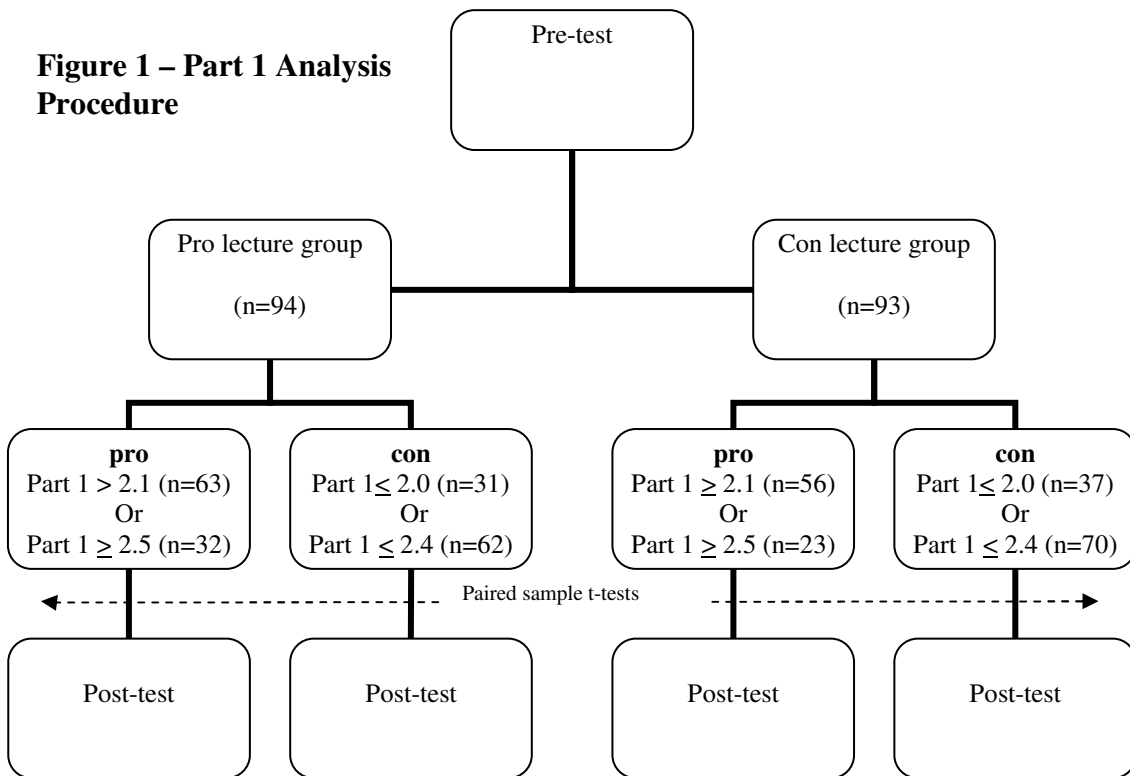 Figure 1 – Part 1 Analysis
Procedure
Pre-test
Pro lecture group
(n=94)
Con lecture group
(n=93)
pro
Part 1 > 2.1 (n=63)
Or
Part 1 ≥ 2.5 (n=32)
con
Part 1≤ 2.0 (n=31)
Or
Part 1 ≤ 2.4 (n=62)
pro
Part 1 ≥ 2.1 (n=56)
Or
Part 1 ≥ 2.5 (n=23)
con
Part 1≤ 2.0 (n=37)
Or
Part 1 ≤ 2.4 (n=70)
Paired sample t-tests
Post-test
Post-test
Post-test
Post-test